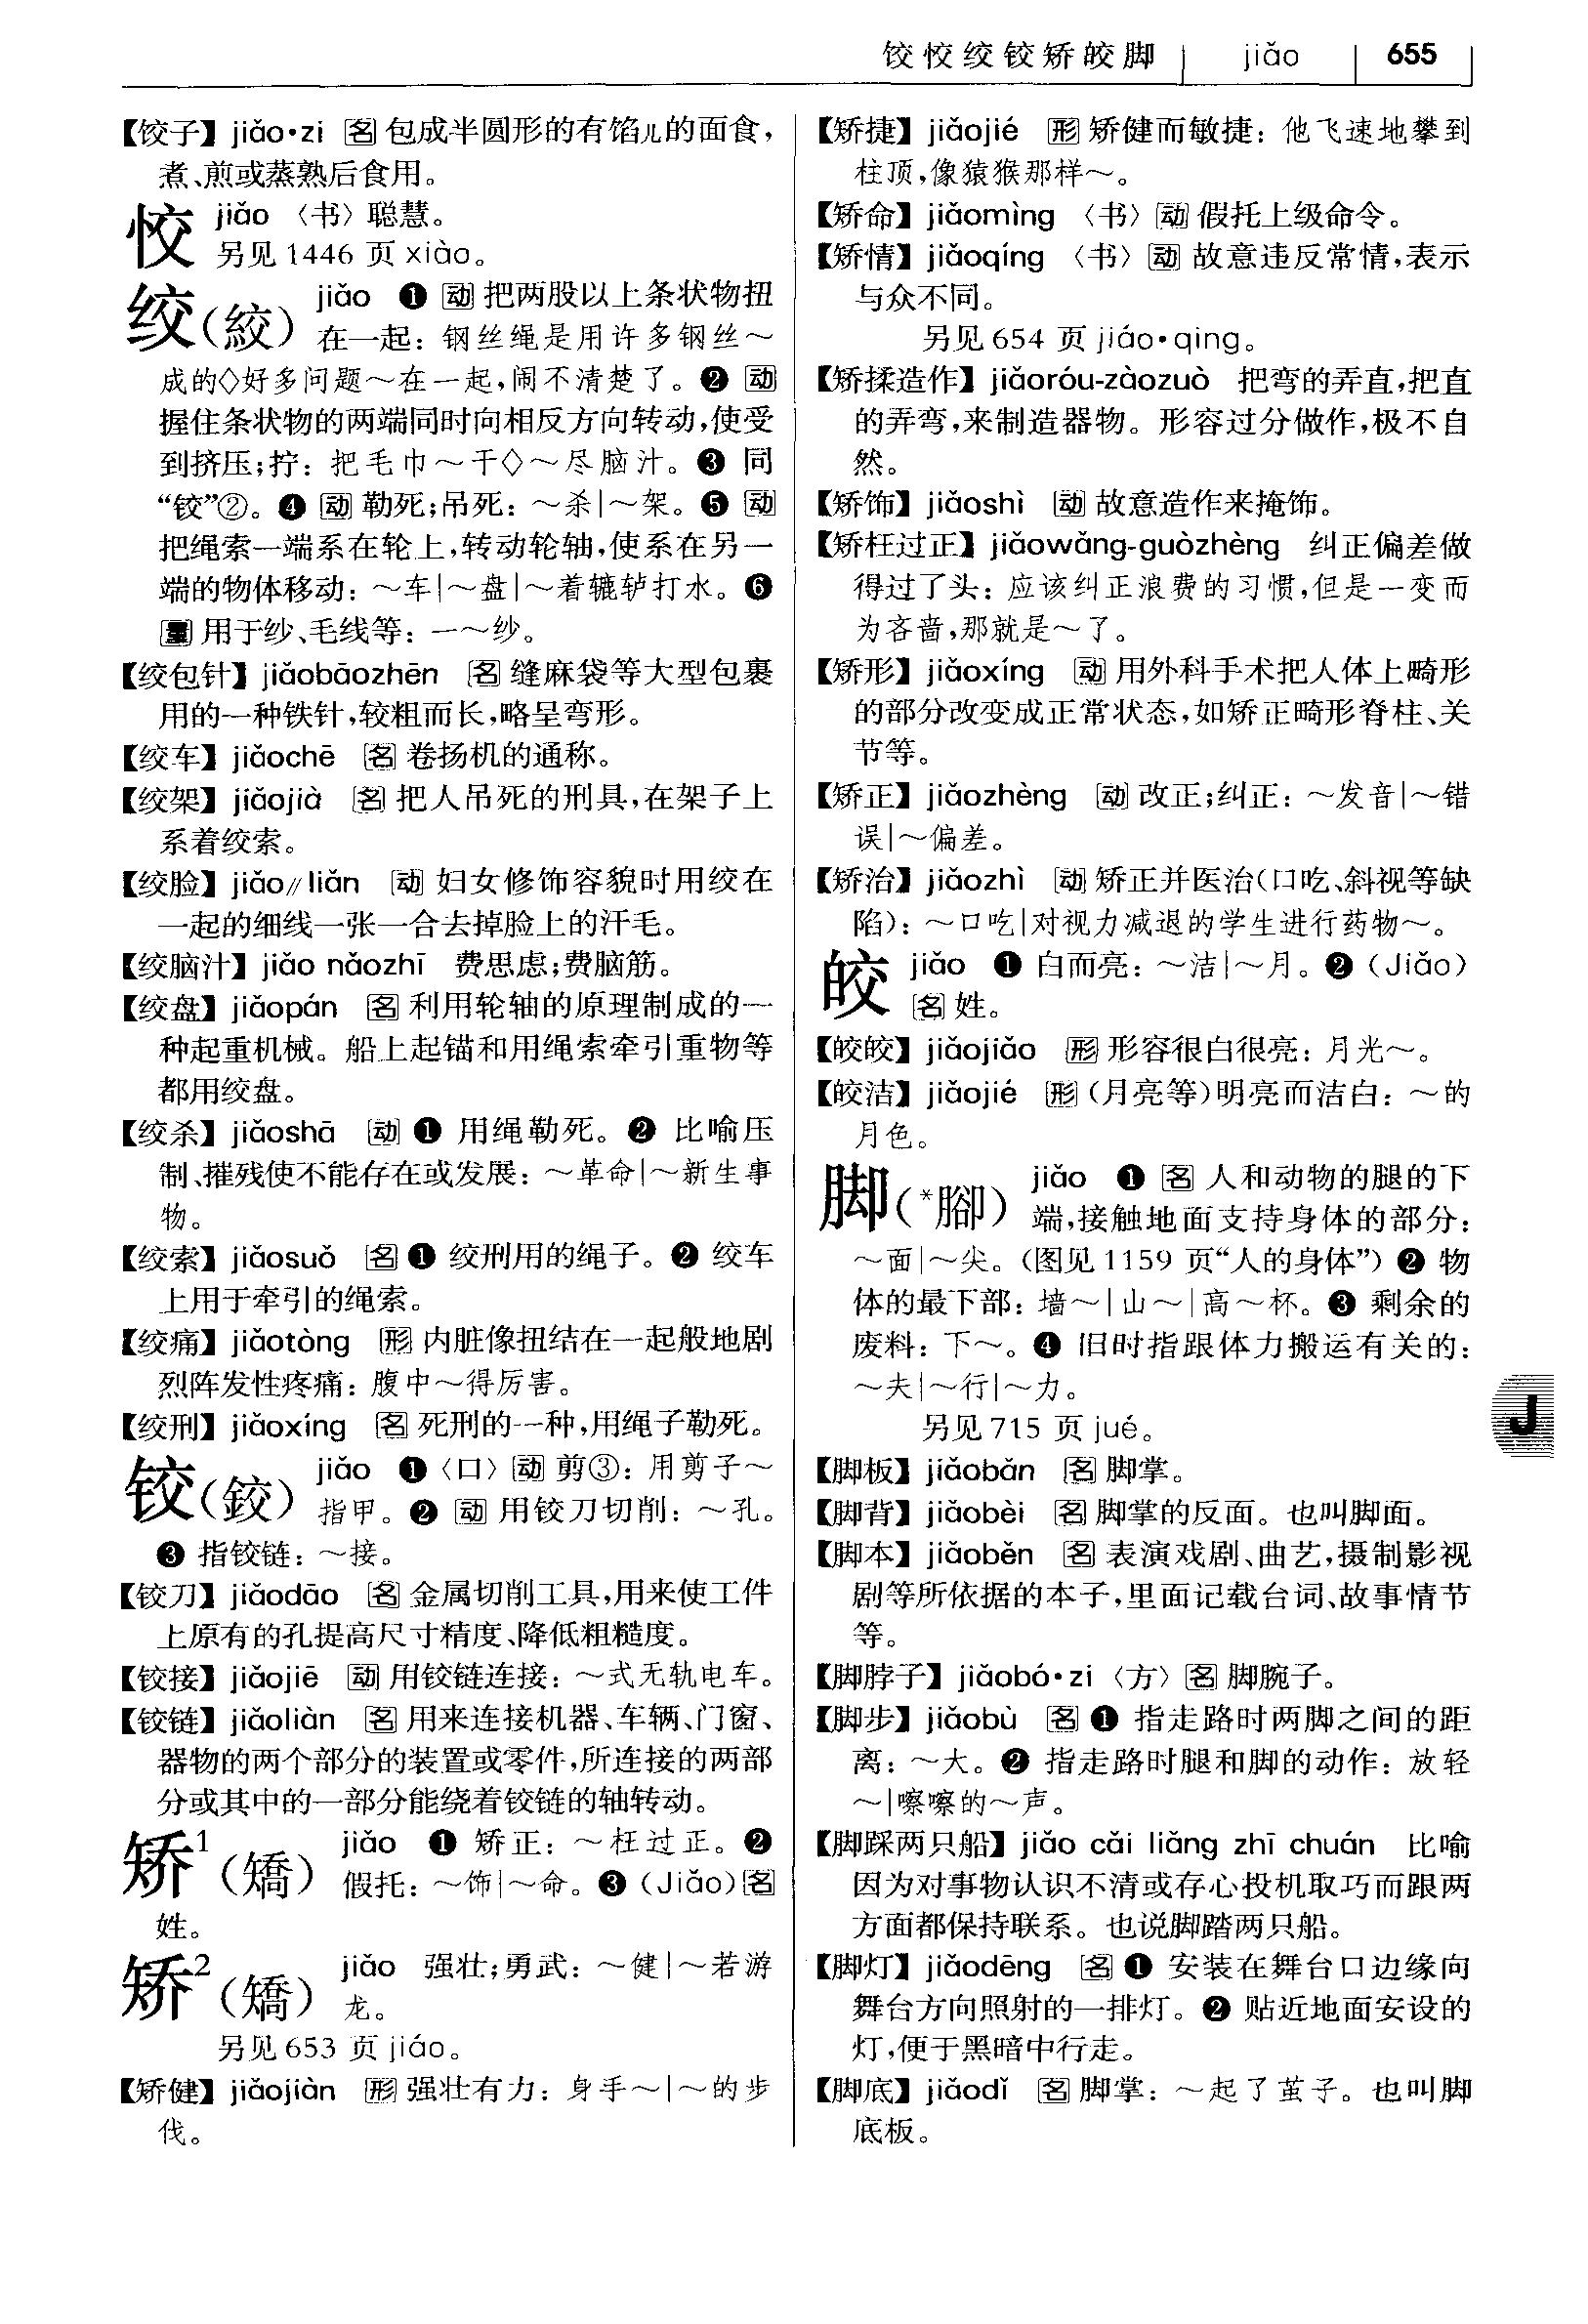 饺恔绞铰矫皎脚 jiǎo 655
【饺子】jiǎo·zi 名 包成半圆形的有馅儿的面食,
煮、煎或蒸熟后食用。
恔 jiǎo 〈书〉聪慧。
另见 1446 页 xiào。
绞(絞) jiǎo ❶ 动 把两股以上条状物扭
在一起:钢丝绳是用许多钢丝～
成的◇好多问题～在一起,闹不清楚了。❷ 动
握住条状物的两端同时向相反方向转动,使受
到挤压;拧:把毛巾～干◇～尽脑汁。❸ 同
“铰”②。❹ 动 勒死;吊死:～杀|～架。❺ 动
把绳索一端系在轮上,转动轮轴,使系在另一
端的物体移动:～车|～盘|～着辘轳打水。❻
量 用于纱、毛线等:一～纱。
【绞包针】jiǎobāozhēn 名 缝麻袋等大型包裹
用的一种铁针,较粗而长,略呈弯形。
【绞车】jiǎochē 名 卷扬机的通称。
【绞架】jiǎojià 名 把人吊死的刑具,在架子上
系着绞索。
【绞脸】jiǎo∥liǎn 动 妇女修饰容貌时用绞在
一起的细线一张一合去掉脸上的汗毛。
【绞脑汁】jiǎo nǎozhī 费思虑;费脑筋。
【绞盘】jiǎopán 名 利用轮轴的原理制成的一
种起重机械。船上起锚和用绳索牵引重物等
都用绞盘。
【绞杀】jiǎoshā 动 ❶ 用绳勒死。❷ 比喻压
制、摧残使不能存在或发展:～革命|～新生事
物。
【绞索】jiǎosuǒ 名 ❶ 绞刑用的绳子。❷ 绞车
上用于牵引的绳索。
【绞痛】jiǎotòng 形 内脏像扭结在一起般地剧
烈阵发性疼痛:腹中～得厉害。
【绞刑】jiǎoxíng 名 死刑的一种,用绳子勒死。
铰(鉸) jiǎo ❶〈口〉动 剪③:用剪子～
指甲。❷ 动 用铰刀切削:～孔。
❸ 指铰链:～接。
【铰刀】jiǎodāo 名 金属切削工具,用来使工件
上原有的孔提高尺寸精度、降低粗糙度。
【铰接】jiǎojiē 动 用铰链连接:～式无轨电车。
【铰链】jiǎoliàn 名 用来连接机器、车辆、门窗、
器物的两个部分的装置或零件,所连接的两部
分或其中的一部分能绕着铰链的轴转动。
矫1(矯) jiǎo ❶ 矫正:～枉过正。❷
假托:～饰|～命。❸(Jiǎo)名
姓。
矫2(矯) jiǎo 强壮;勇武:～健|～若游
龙。
另见 653 页 jiáo。
【矫健】jiǎojiàn 形 强壮有力:身手～|～的步
伐。
【矫捷】jiǎojié 形 矫健而敏捷:他飞速地攀到
柱顶,像猿猴那样～。
【矫命】jiǎomìng 〈书〉动 假托上级命令。
【矫情】jiǎoqíng 〈书〉动 故意违反常情,表示
与众不同。
另见 654 页 jiáo·qing。
【矫揉造作】jiǎoróu-zàozuò 把弯的弄直,把直
的弄弯,来制造器物。形容过分做作,极不自
然。
【矫饰】jiǎoshì 动 故意造作来掩饰。
【矫枉过正】jiǎowǎng-guòzhèng 纠正偏差做
得过了头:应该纠正浪费的习惯,但是一变而
为吝啬,那就是～了。
【矫形】jiǎoxíng 动 用外科手术把人体上畸形
的部分改变成正常状态,如矫正畸形脊柱、关
节等。
【矫正】jiǎozhèng 动 改正;纠正:～发音|～错
误|～偏差。
【矫治】jiǎozhì 动 矫正并医治(口吃、斜视等缺
陷):～口吃|对视力减退的学生进行药物～。
皎 jiǎo ❶ 白而亮:～洁|～月。❷(Jiǎo)
名 姓。
【皎皎】jiǎojiǎo 形 形容很白很亮:月光～。
【皎洁】jiǎojié 形 (月亮等)明亮而洁白:～的
月色。
脚(*腳) jiǎo ❶ 名 人和动物的腿的下
端,接触地面支持身体的部分:
～面|～尖。(图见 1159 页“人的身体”)❷ 物
体的最下部:墙～|山～|高～杯。❸ 剩余的
废料:下～。❹ 旧时指跟体力搬运有关的:
～夫|～行|～力。
另见 715 页 jué。
【脚板】jiǎobǎn 名 脚掌。
【脚背】jiǎobèi 名 脚掌的反面。也叫脚面。
【脚本】jiǎoběn 名 表演戏剧、曲艺,摄制影视
剧等所依据的本子,里面记载台词、故事情节
等。
【脚脖子】jiǎobó·zi〈方〉名 脚腕子。
【脚步】jiǎobù 名 ❶ 指走路时两脚之间的距
离:～大。❷ 指走路时腿和脚的动作:放轻
～|嚓嚓的～声。
【脚踩两只船】jiǎo cǎi liǎng zhī chuán 比喻
因为对事物认识不清或存心投机取巧而跟两
方面都保持联系。也说脚踏两只船。
【脚灯】jiǎodēng 名 ❶ 安装在舞台口边缘向
舞台方向照射的一排灯。❷ 贴近地面安设的
灯,便于黑暗中行走。
【脚底】jiǎodǐ 名 脚掌:～起了茧子。也叫脚
底板。
J